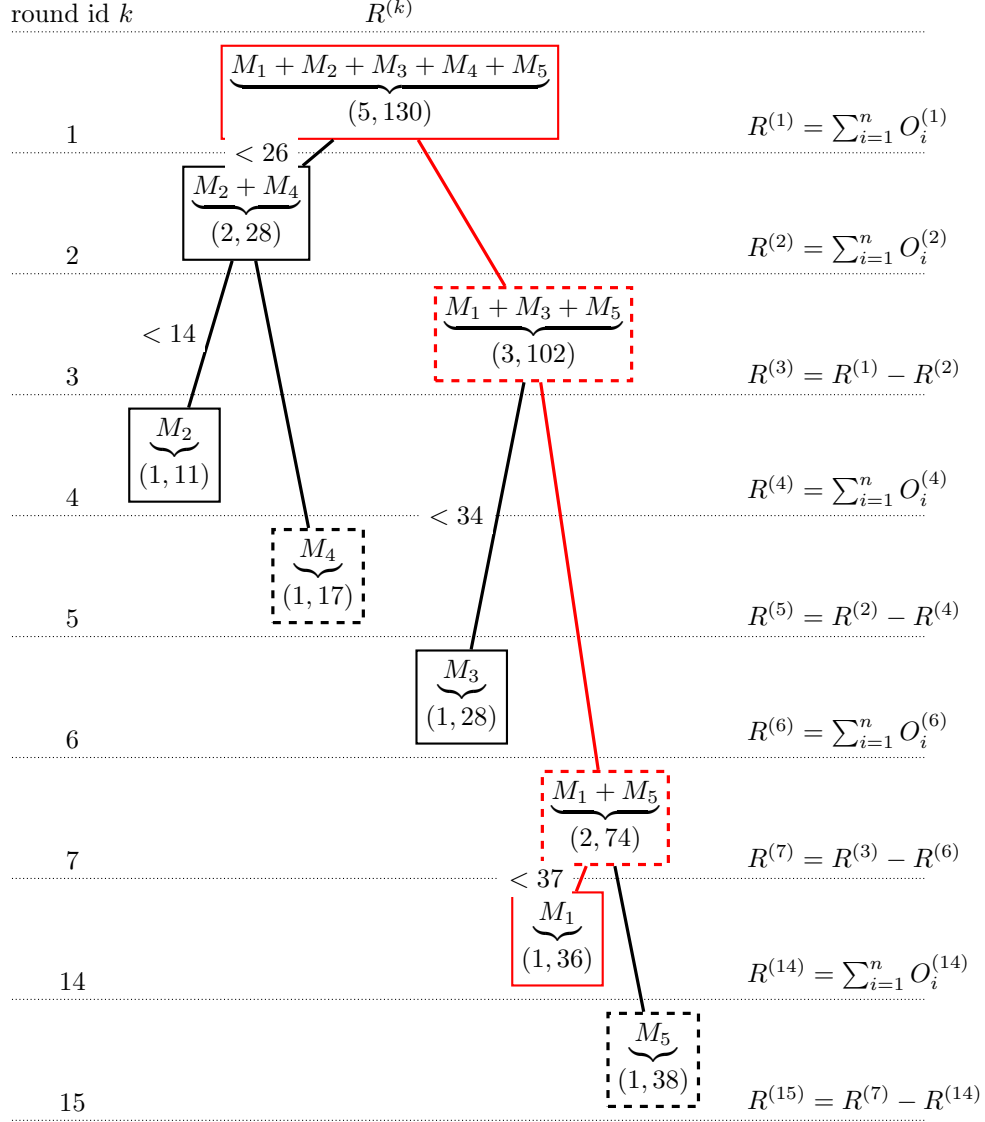 round id k R^{(k)}
M_1 + M_2 + M_3 + M_4 + M_5
(5, 130)
1 R^{(1)} = \sum_{i=1}^{n} O_i^{(1)}
< 26
M_2 + M_4
(2, 28)
2 R^{(2)} = \sum_{i=1}^{n} O_i^{(2)}
M_1 + M_3 + M_5
< 14
(3, 102)
3 R^{(3)} = R^{(1)} − R^{(2)}
M_2
(1, 11)
4 R^{(4)} = \sum_{i=1}^{n} O_i^{(4)}
< 34
M_4
(1, 17)
5 R^{(5)} = R^{(2)} − R^{(4)}
M_3
(1, 28)
6 R^{(6)} = \sum_{i=1}^{n} O_i^{(6)}
M_1 + M_5
(2, 74)
7 R^{(7)} = R^{(3)} − R^{(6)}
< 37
M_1
(1, 36)
14 R^{(14)} = \sum_{i=1}^{n} O_i^{(14)}
M_5
(1, 38)
15 R^{(15)} = R^{(7)} − R^{(14)}